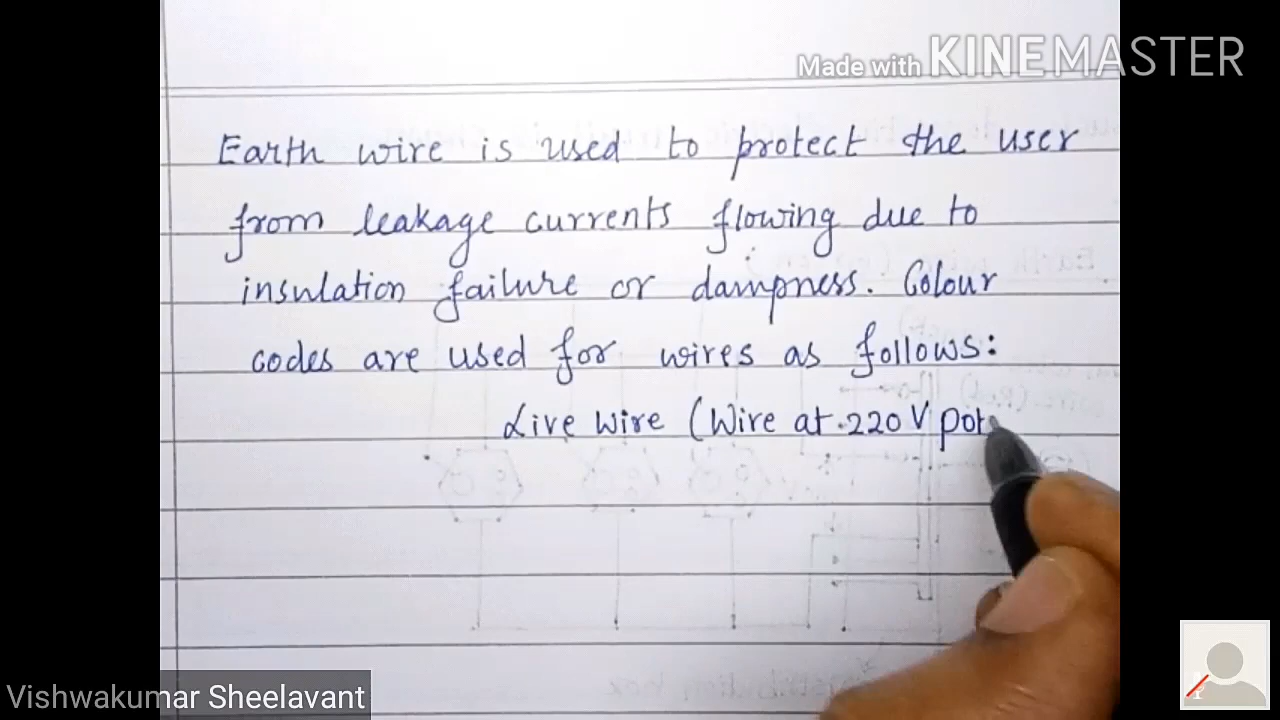 Made with KINEMASTER
Earth wire is used to protect the user
from leakage currents flowing due to
insulation failure or dampness. Colour
codes are used for wires as follows:
Live wire (Wire at 220 V pot
Vishwakumar Sheelavant